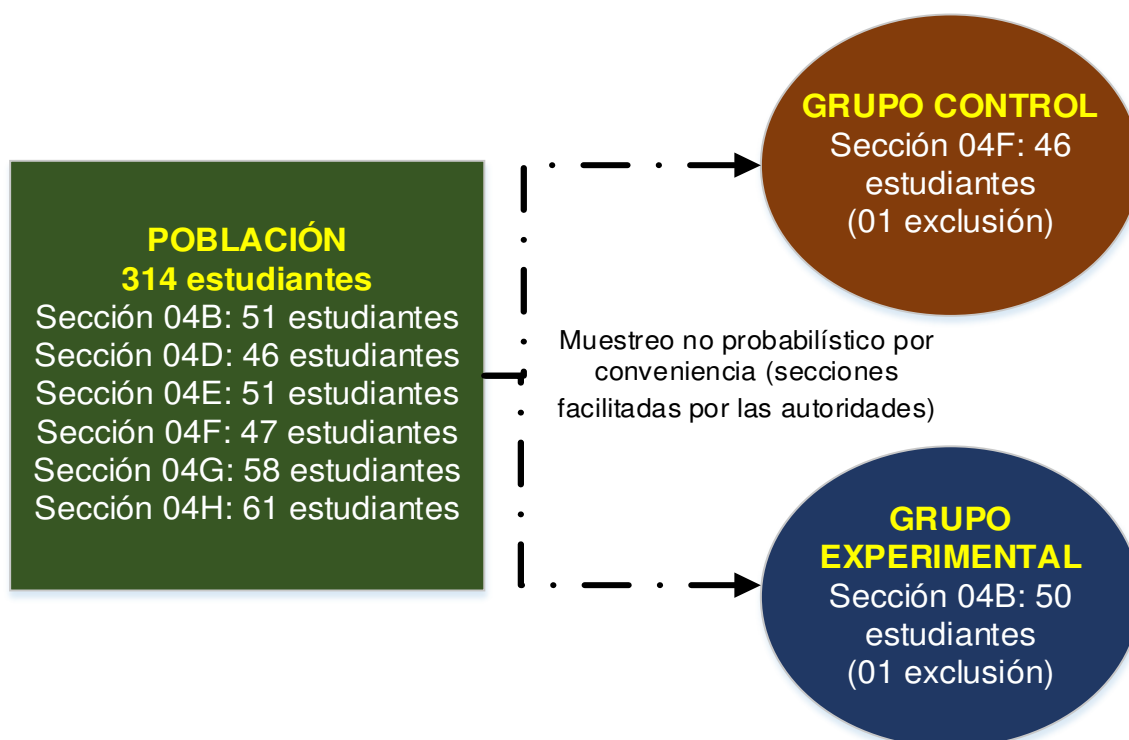 POBLACIÓN
314 estudiantes
Sección 04B: 51 estudiantes
Sección 04D: 46 estudiantes
Sección 04E: 51 estudiantes
Sección 04F: 47 estudiantes
Sección 04G: 58 estudiantes
Sección 04H: 61 estudiantes
Muestreo no probabilístico por
conveniencia (secciones
facilitadas por las autoridades)
GRUPO CONTROL
Sección 04F: 46
estudiantes
(01 exclusión)
GRUPO
EXPERIMENTAL
Sección 04B: 50
estudiantes
(01 exclusión)